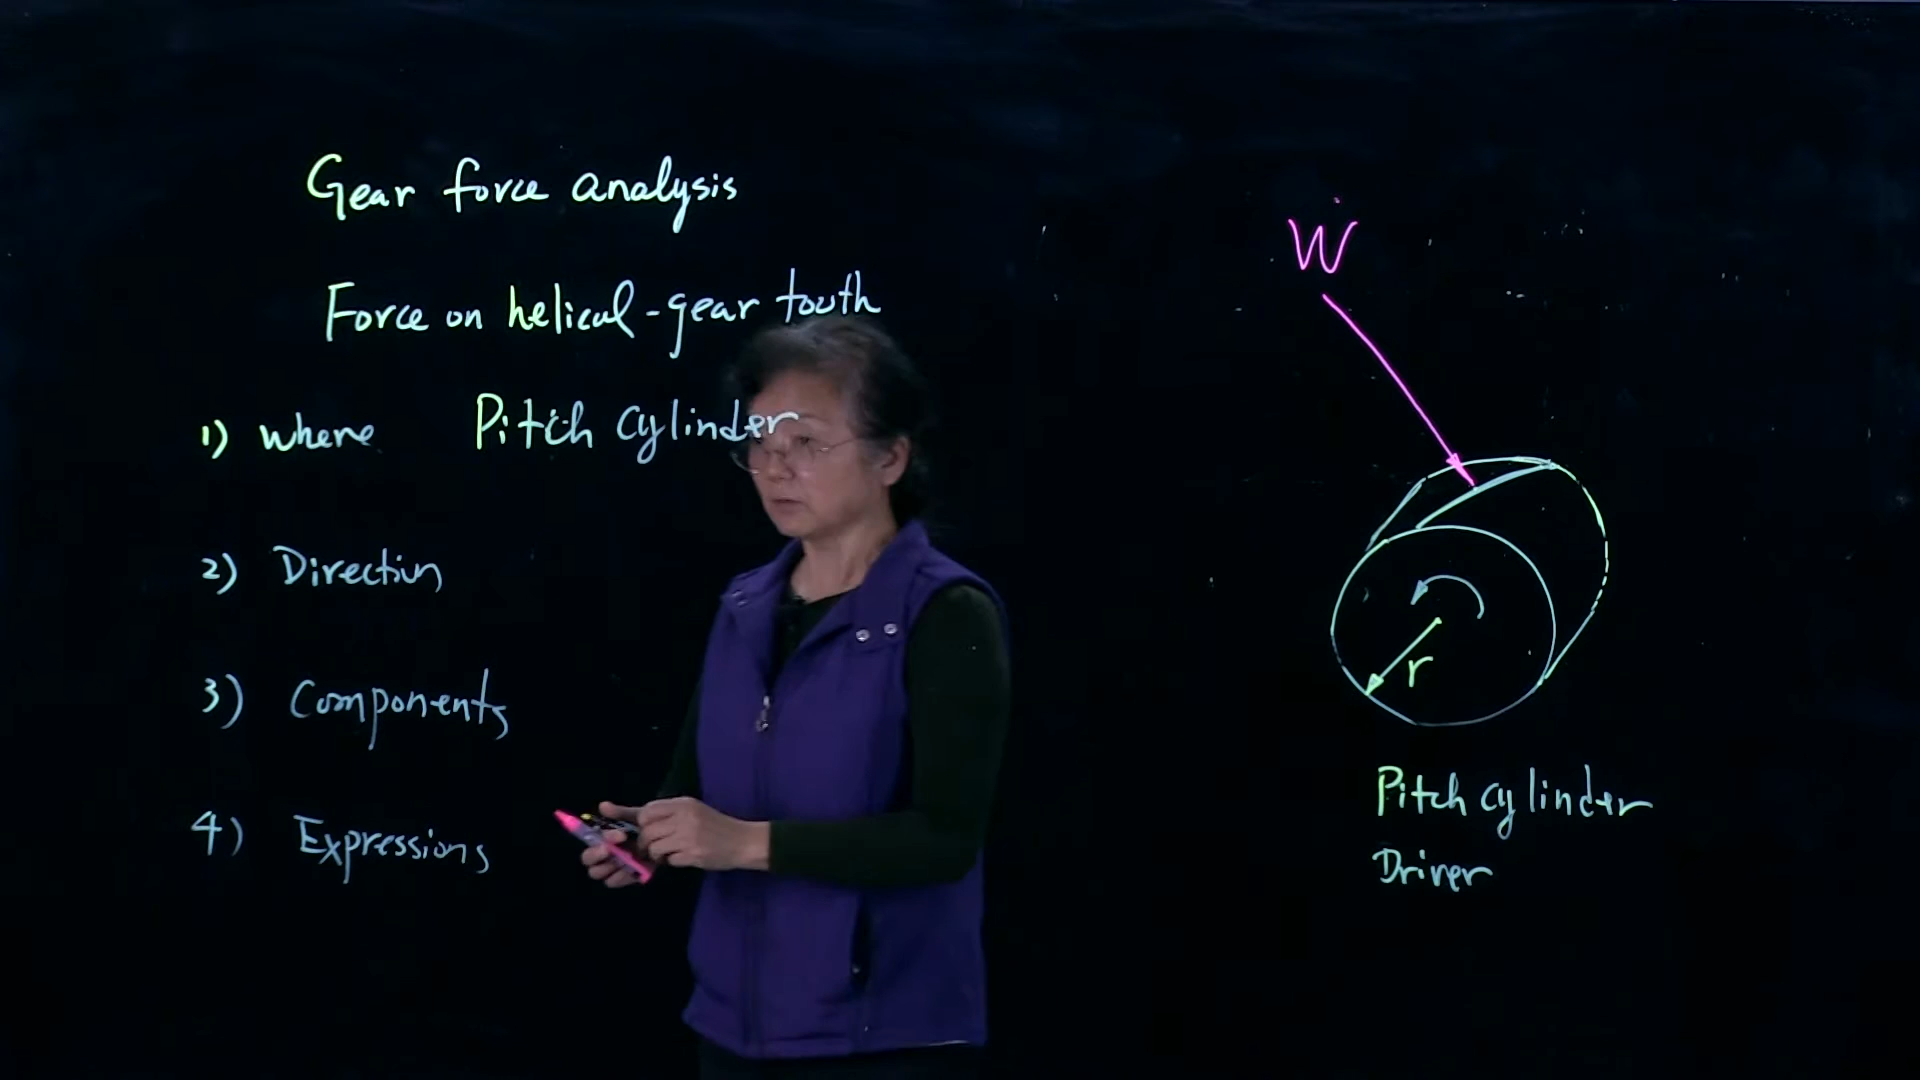 Gear force analysis
Force on helical-gear tooth
1) where Pitch cylinder
2) Direction
3) Components
4) Expressions
W
r
Pitch cylinder
Driver